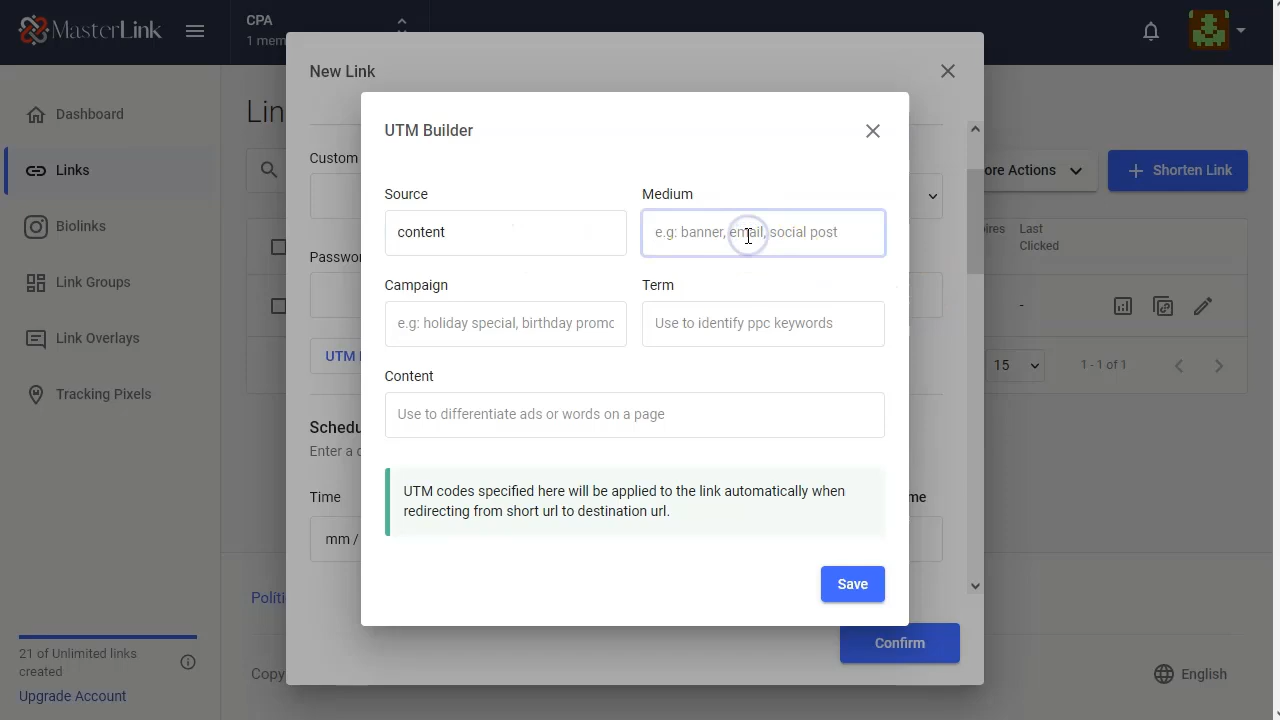 MasterLink
CPA
1 mem
New Link
Dashboard
Links
Biolinks
Link Groups
Link Overlays
Tracking Pixels
21 of Unlimited links
created
Upgrade Account
Lin
ore Actions
Shorten Link
ires
Last
Clicked
-
15
1 - 1 of 1
Custom
Passwor
UTM
Schedu
Enter a
Time
me
mm /
UTM Builder
Source
Medium
content
e.g: banner, email, social post
Campaign
Term
e.g: holiday special, birthday promo
Use to identify ppc keywords
Content
Use to differentiate ads or words on a page
UTM codes specified here will be applied to the link automatically when
redirecting from short url to destination url.
Save
Confirm
Políti
Copy
English